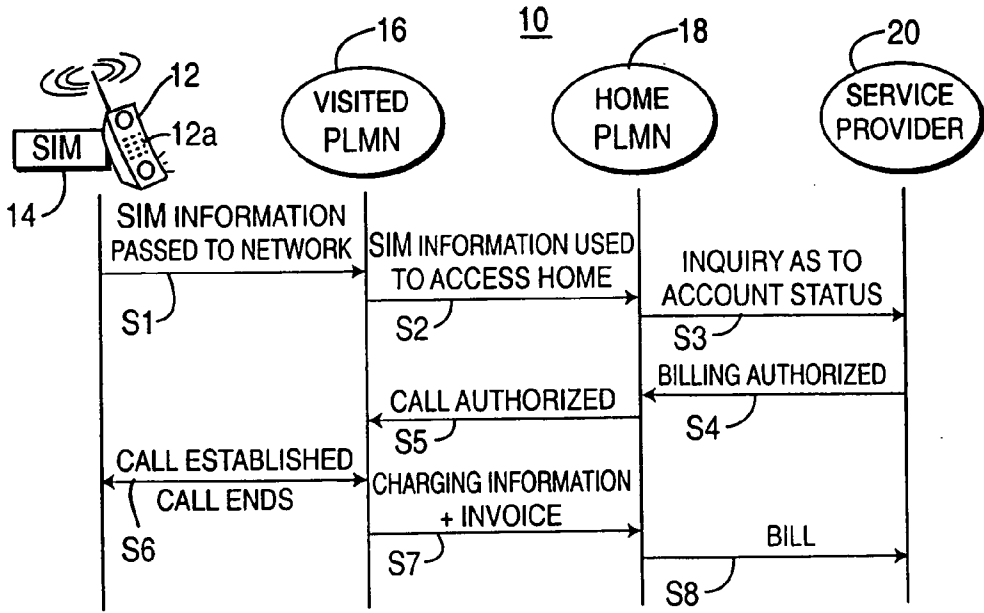 10
16
18
20
12
12a
SIM
14
VISITED
PLMN
HOME
PLMN
SERVICE
PROVIDER
SIM INFORMATION
PASSED TO NETWORK
S1
SIM INFORMATION USED
TO ACCESS HOME
S2
INQUIRY AS TO
ACCOUNT STATUS
S3
BILLING AUTHORIZED
S4
CALL AUTHORIZED
S5
CALL ESTABLISHED
CALL ENDS
S6
CHARGING INFORMATION
+ INVOICE
S7
BILL
S8